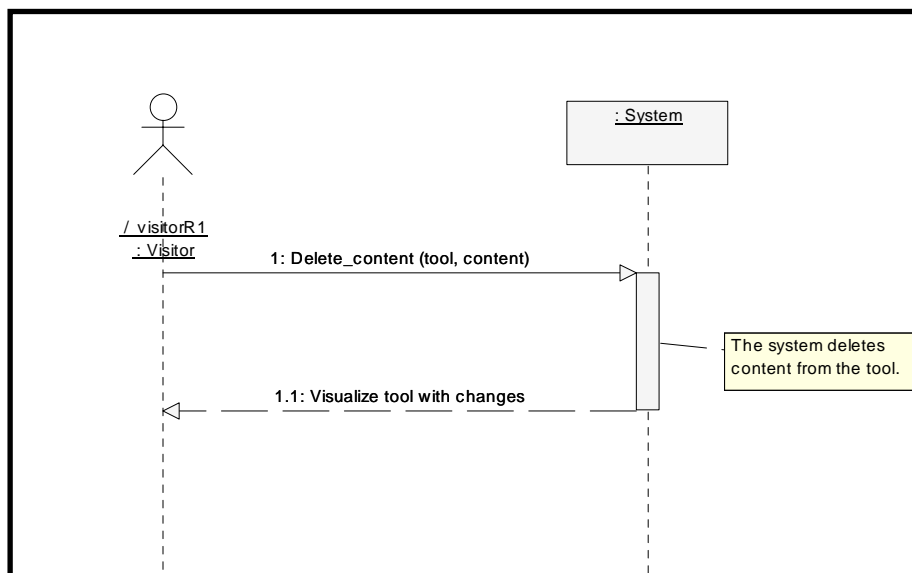 : System
/ visitorR1
: Visitor
1: Delete_content (tool, content)
The system deletes
content from the tool.
1.1: Visualize tool with changes